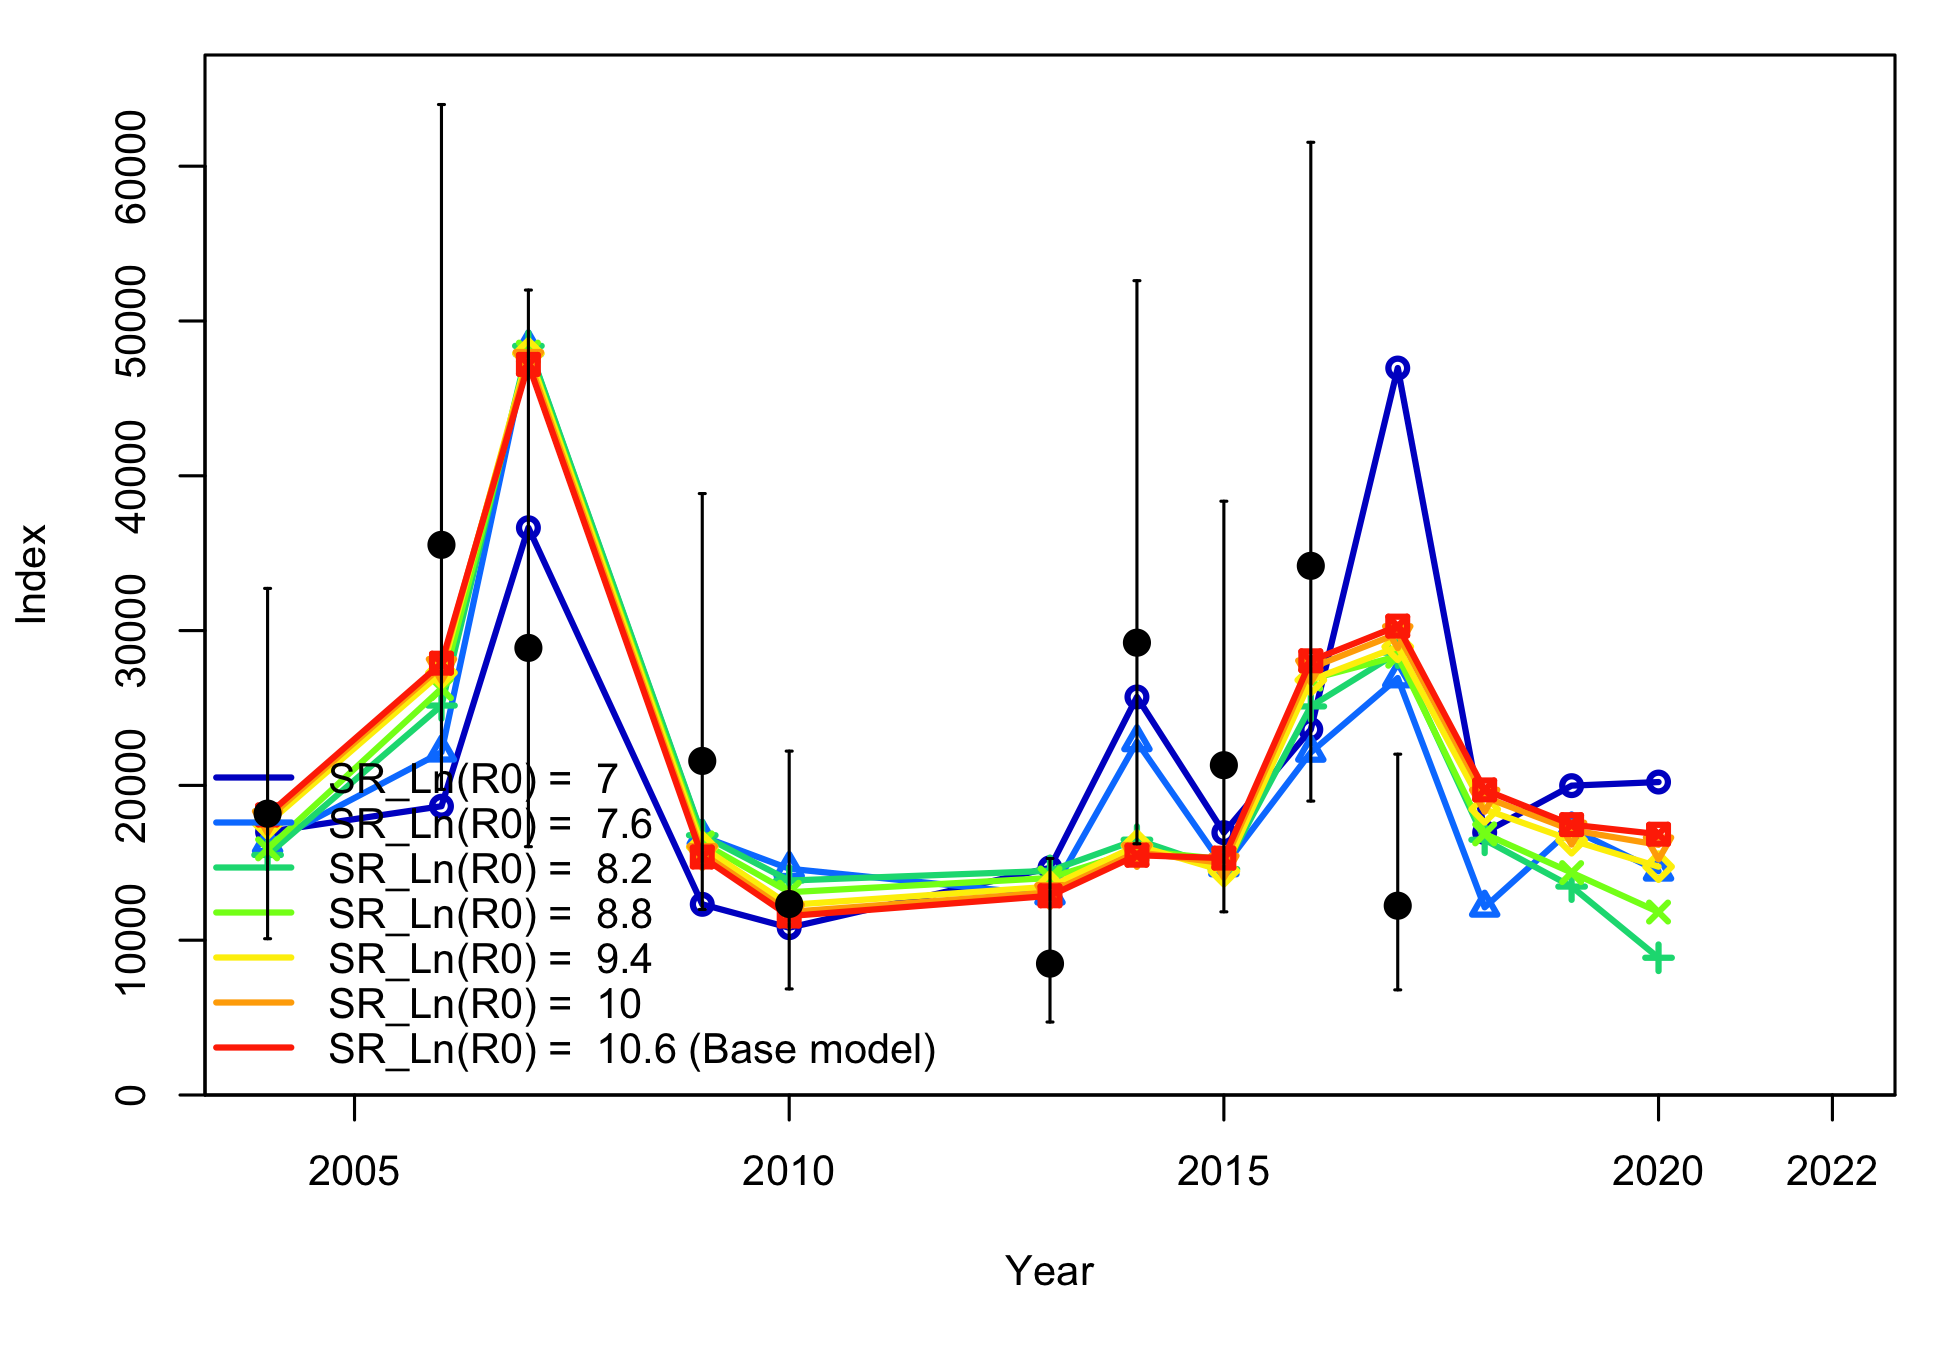 60000
50000
40000
30000
20000
10000
0
Index
SR_Ln(R0) = 7
SR_Ln(R0) = 7.6
SR_Ln(R0) = 8.2
SR_Ln(R0) = 8.8
SR_Ln(R0) = 9.4
SR_Ln(R0) = 10
SR_Ln(R0) = 10.6 (Base model)
2005 2010 2015 2020 2022
Year